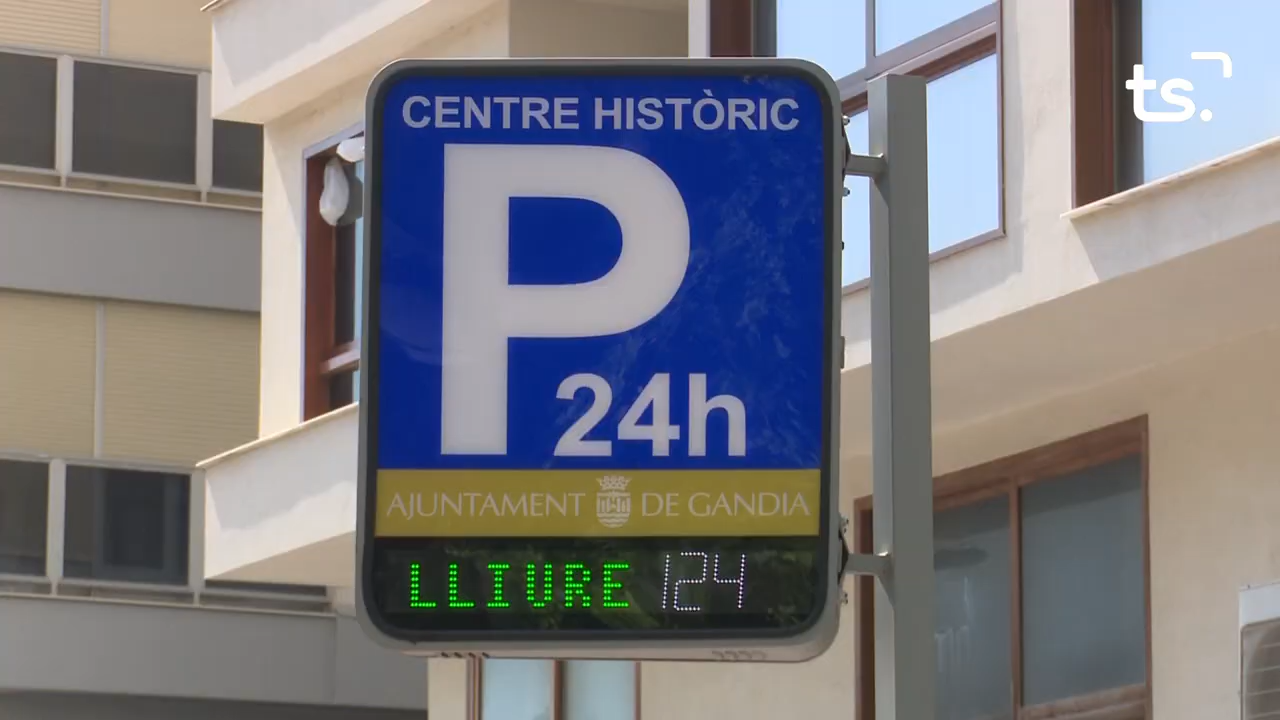 CENTRE HISTÒRIC
P
24h
AJUNTAMENT DE GANDIA
LLIURE 124
ts.